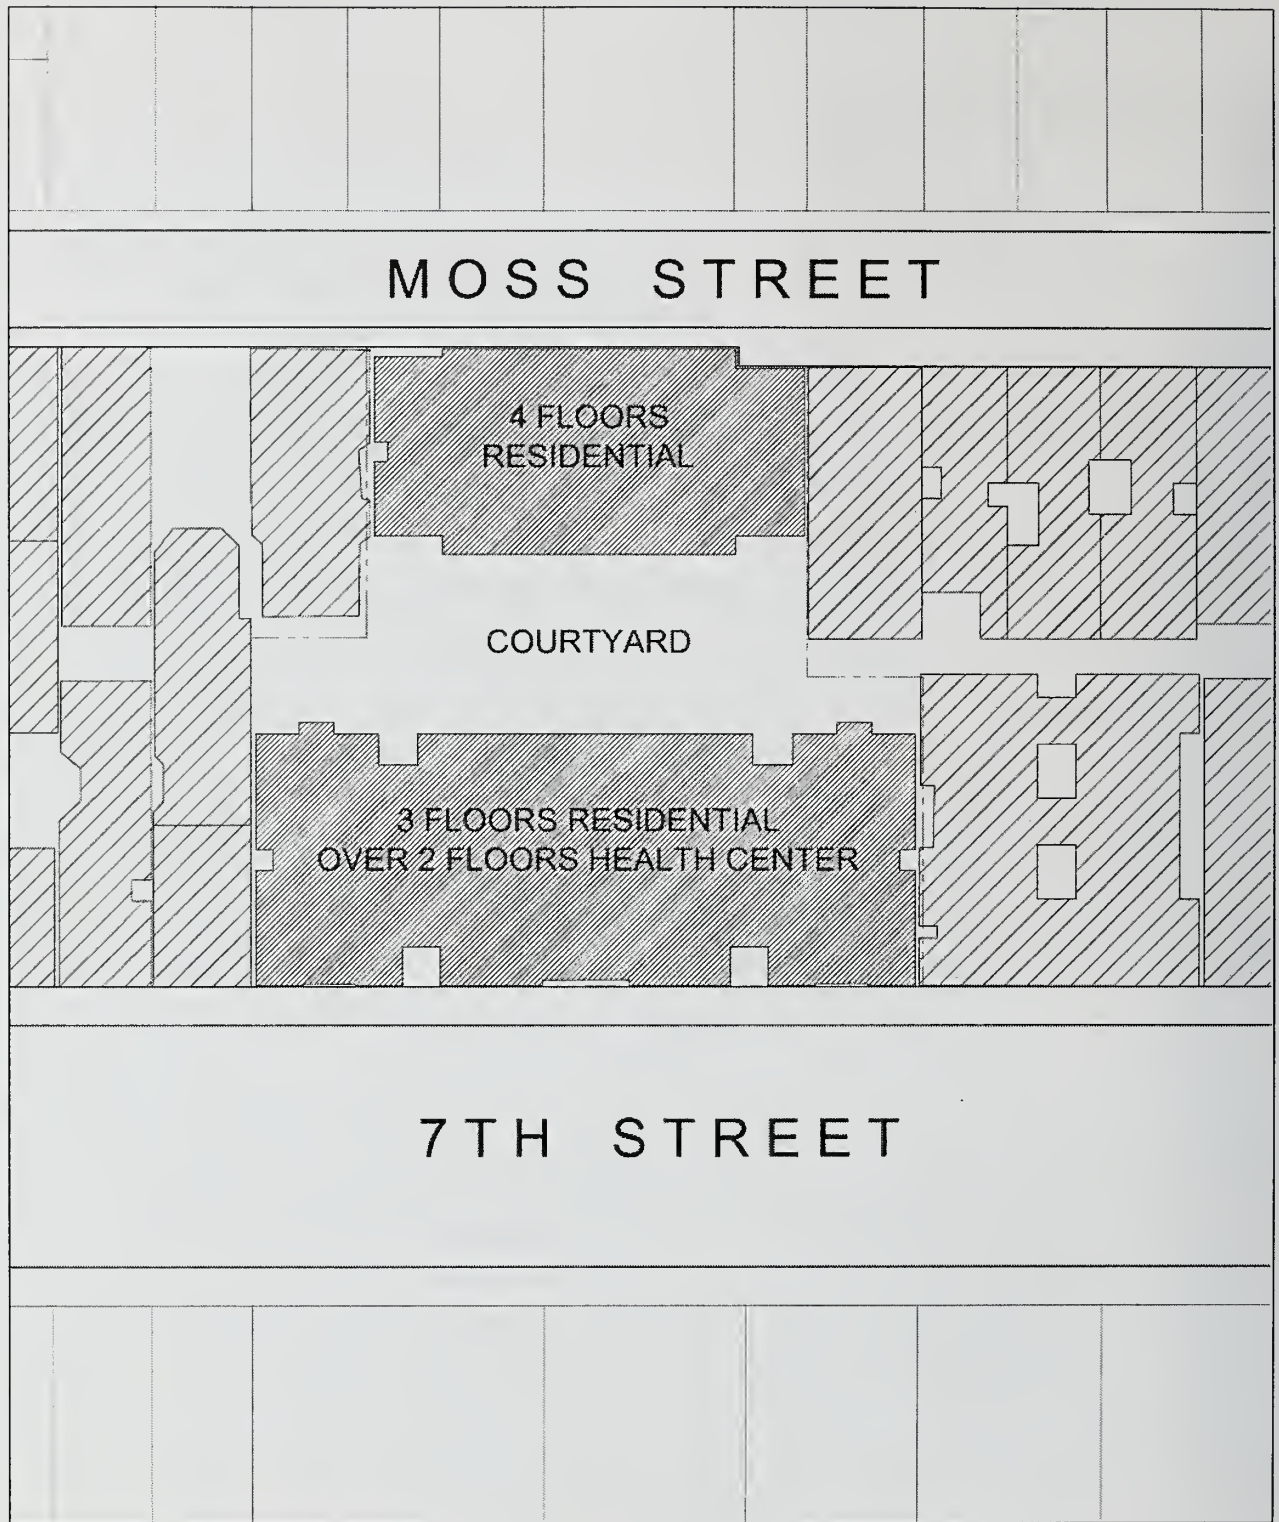 MOSS STREET
4 FLOORS
RESIDENTIAL
COURTYARD
3 FLOORS RESIDENTIAL
OVER 2 FLOORS HEALTH CENTER
7TH STREET